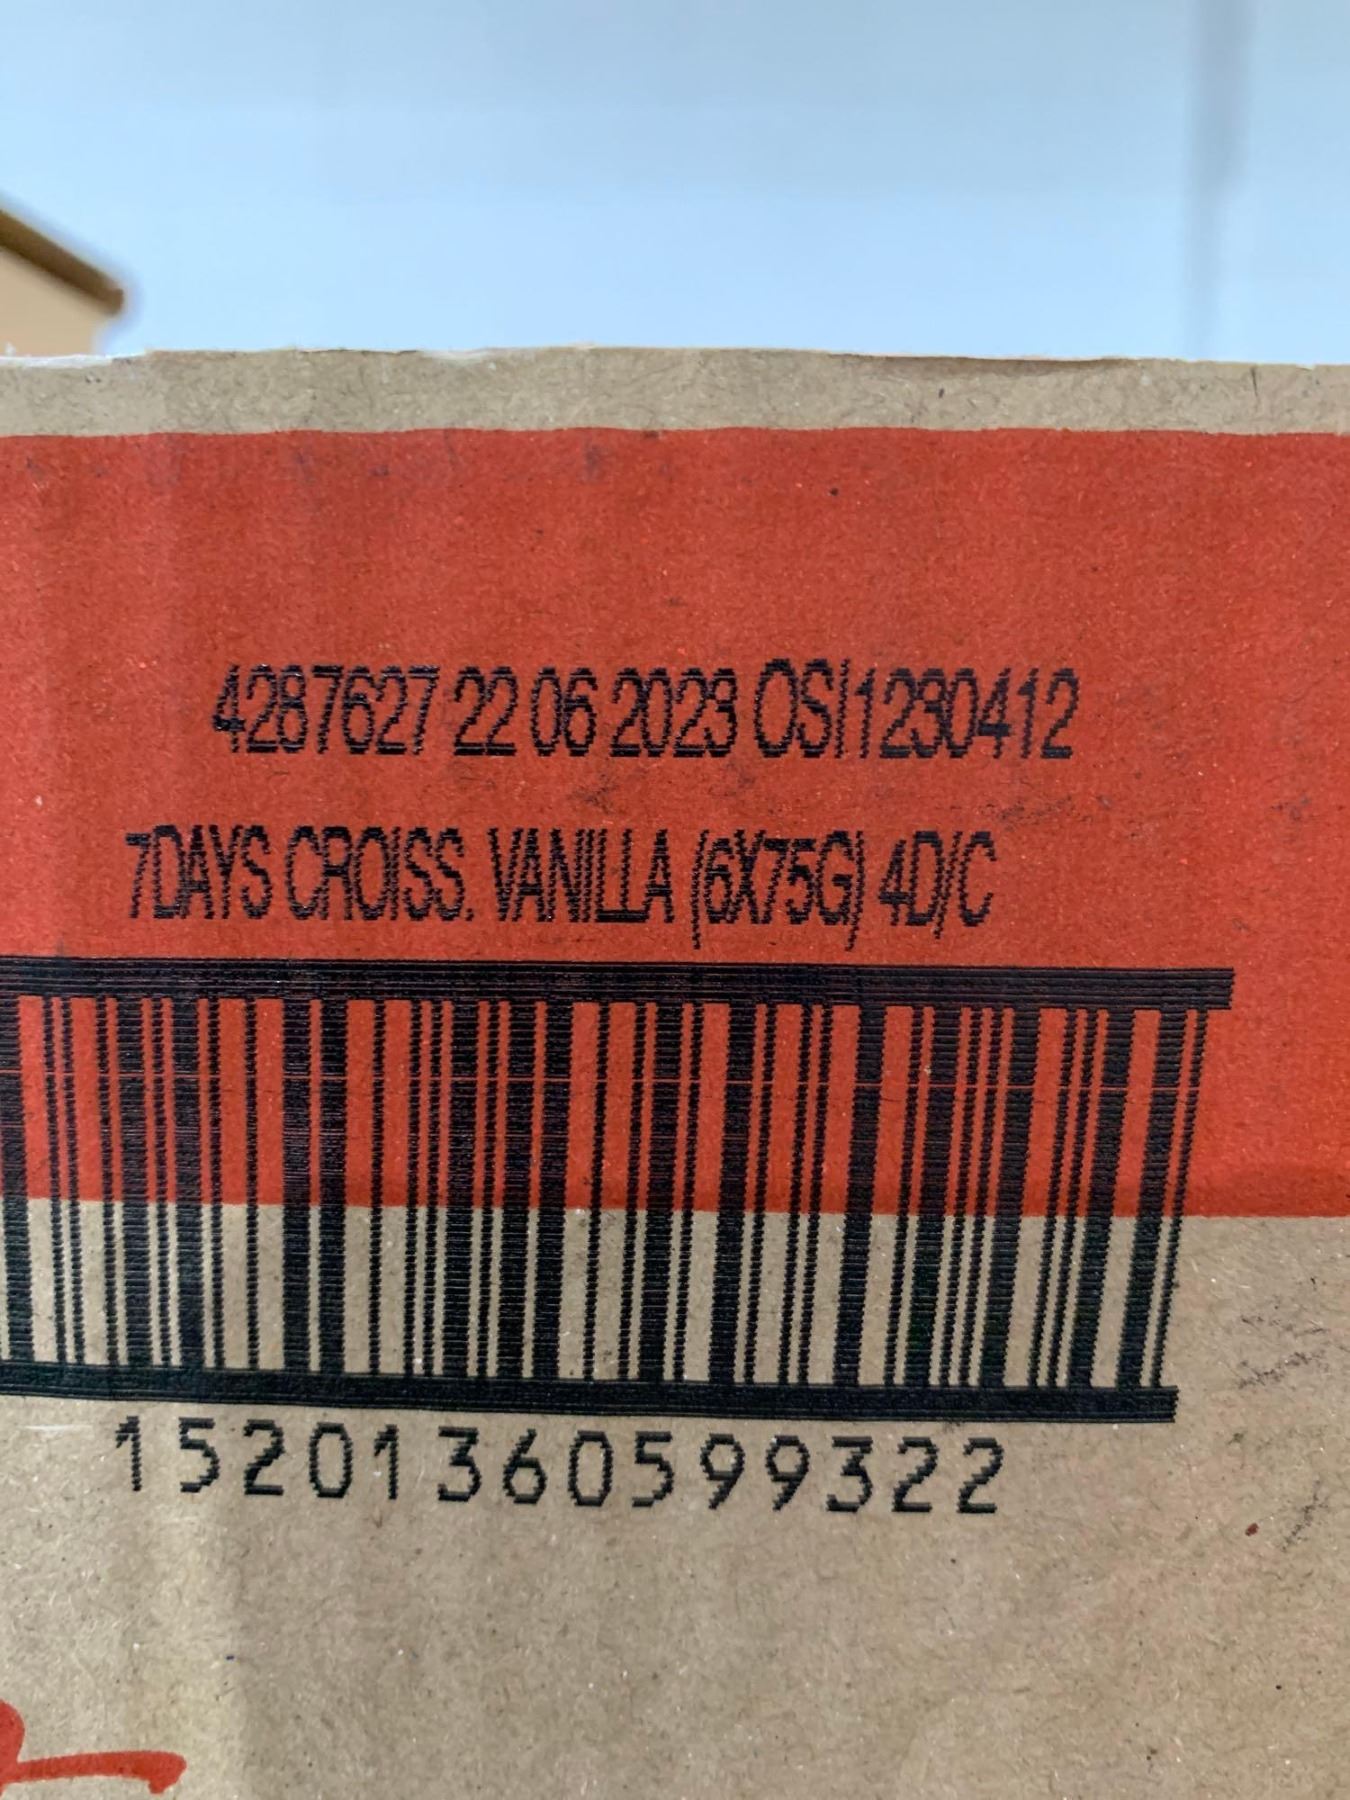 4287627 22 06 2023 OSI1230412
7DAYS CROISS. VANILLA (6X75G) 4D/C
15201360599322